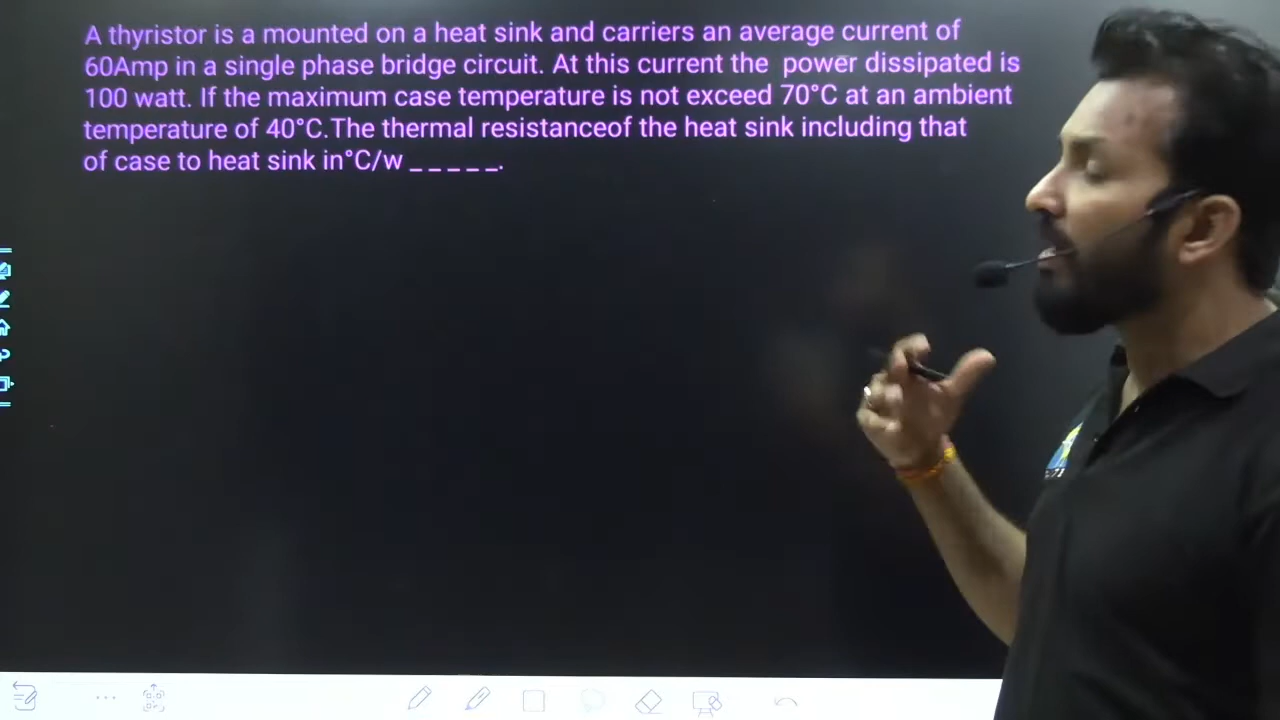 A thyristor is a mounted on a heat sink and carriers an average current of
60Amp in a single phase bridge circuit. At this current the power dissipated is
100 watt. If the maximum case temperature is not exceed 70°C at an ambient
temperature of 40°C.The thermal resistanceof the heat sink including that
of case to heat sink in°C/w _ _ _ _ _.